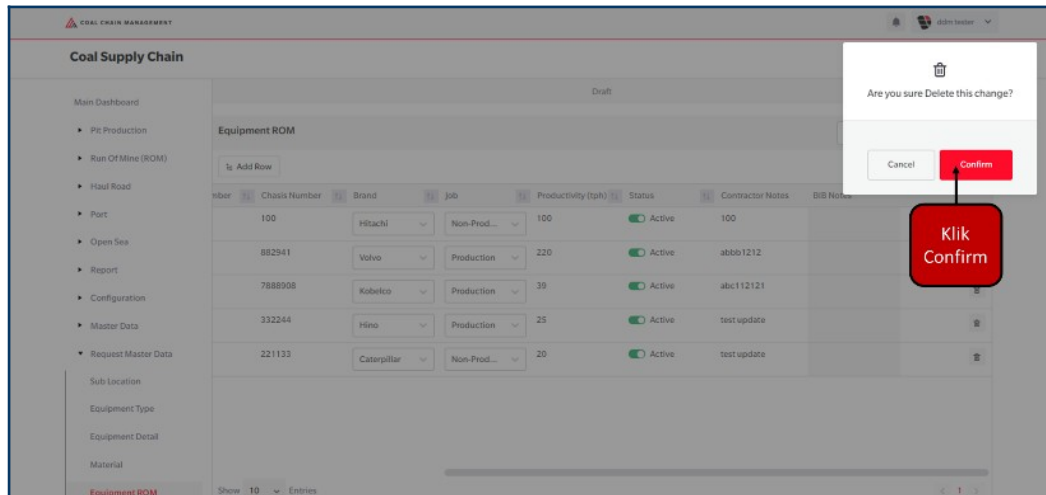 COAL CHAIN MANAGEMENT
ddm tester
Coal Supply Chain
Are you sure Delete this change?
Cancel
Confirm
Klik
Confirm
Main Dashboard
Pit Production
Run Of Mine (ROM)
Haul Road
Port
Open Sea
Report
Configuration
Master Data
Request Master Data
Sub Location
Equipment Type
Equipment Detail
Material
Equipment ROM
Draft
Equipment ROM
Add Row
mber Chasis Number Brand Job Productivity (tph) Status Contractor Notes BIB Notes
100 Hitachi Non-Prod... 100 Active 100
882941 Volvo Production 220 Active abbb1212
7888908 Kobelco Production 39 Active abc112121
332244 Hino Production 25 Active test update
221133 Caterpillar Non-Prod... 20 Active test update
Show 10 Entries
1